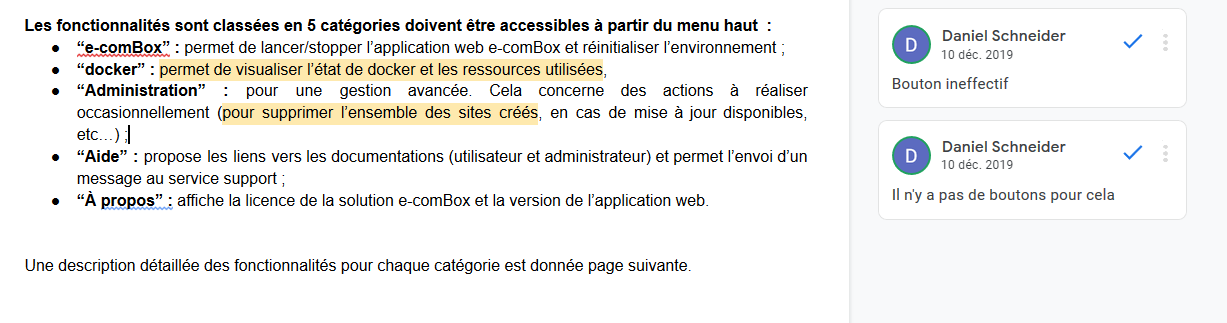 Les fonctionnalités sont classées en 5 catégories doivent être accessibles à partir du menu haut :
● “e-comBox” : permet de lancer/stopper l’application web e-comBox et réinitialiser l’environnement ;
● “docker” : permet de visualiser l’état de docker et les ressources utilisées,
● “Administration” : pour une gestion avancée. Cela concerne des actions à réaliser
occasionnellement (pour supprimer l’ensemble des sites créés, en cas de mise à jour disponibles,
etc…) ;
● “Aide” : propose les liens vers les documentations (utilisateur et administrateur) et permet l’envoi d’un
message au service support ;
● “À propos” : affiche la licence de la solution e-comBox et la version de l’application web.
Une description détaillée des fonctionnalités pour chaque catégorie est donnée page suivante.
D
Daniel Schneider
10 déc. 2019
Bouton ineffectif
D
Daniel Schneider
10 déc. 2019
Il n'y a pas de boutons pour cela